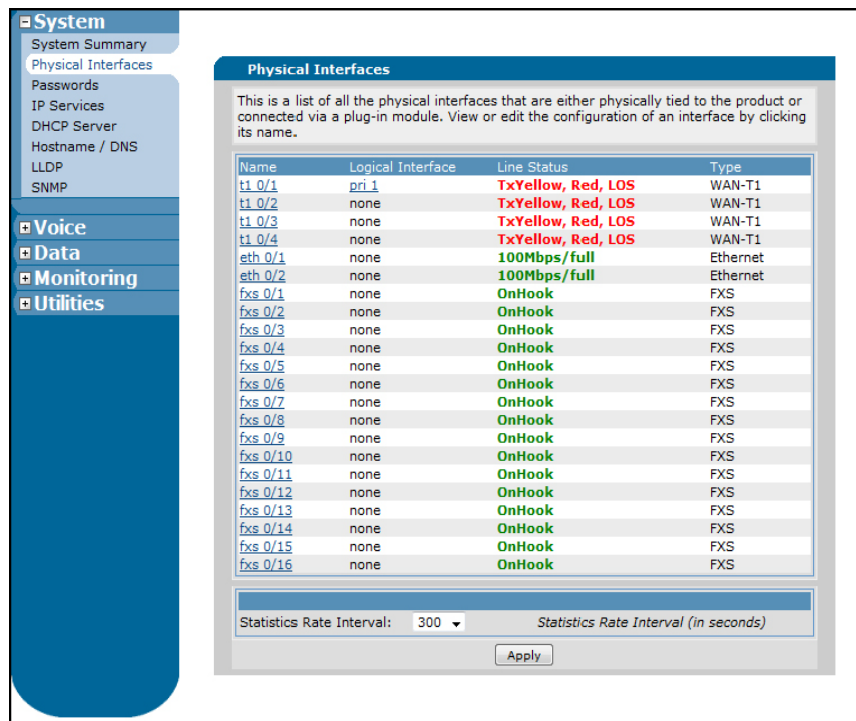 System
System Summary
Physical Interfaces
Passwords
IP Services
DHCP Server
Hostname / DNS
LLDP
SNMP
Voice
Data
Monitoring
Utilities
Physical Interfaces
This is a list of all the physical interfaces that are either physically tied to the product or
connected via a plug-in module. View or edit the configuration of an interface by clicking
its name.
Name Logical Interface Line Status Type
t1 0/1 pri 1 TxYellow, Red, LOS WAN-T1
t1 0/2 none TxYellow, Red, LOS WAN-T1
t1 0/3 none TxYellow, Red, LOS WAN-T1
t1 0/4 none TxYellow, Red, LOS WAN-T1
eth 0/1 none 100Mbps/full Ethernet
eth 0/2 none 100Mbps/full Ethernet
fxs 0/1 none OnHook FXS
fxs 0/2 none OnHook FXS
fxs 0/3 none OnHook FXS
fxs 0/4 none OnHook FXS
fxs 0/5 none OnHook FXS
fxs 0/6 none OnHook FXS
fxs 0/7 none OnHook FXS
fxs 0/8 none OnHook FXS
fxs 0/9 none OnHook FXS
fxs 0/10 none OnHook FXS
fxs 0/11 none OnHook FXS
fxs 0/12 none OnHook FXS
fxs 0/13 none OnHook FXS
fxs 0/14 none OnHook FXS
fxs 0/15 none OnHook FXS
fxs 0/16 none OnHook FXS
Statistics Rate Interval: 300 Statistics Rate Interval (in seconds)
Apply